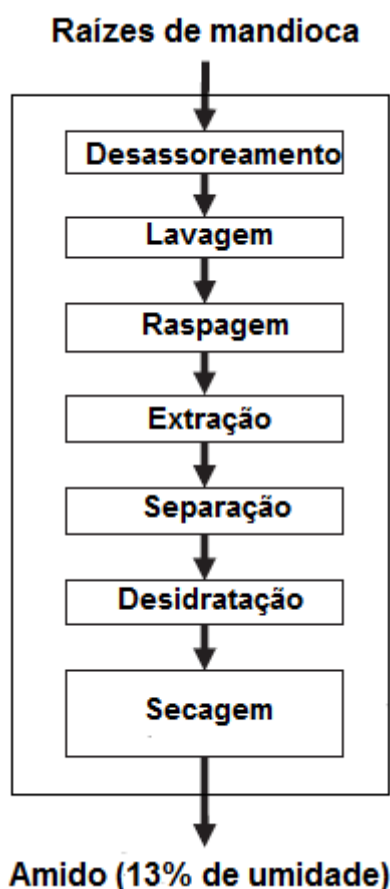 Raízes de mandioca
Desassoreamento
Lavagem
Raspagem
Extração
Separação
Desidratação
Secagem
Amido (13% de umidade)